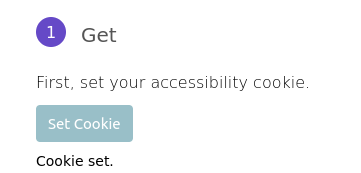 1 Get
First, set your accessibility cookie.
Set Cookie
Cookie set.